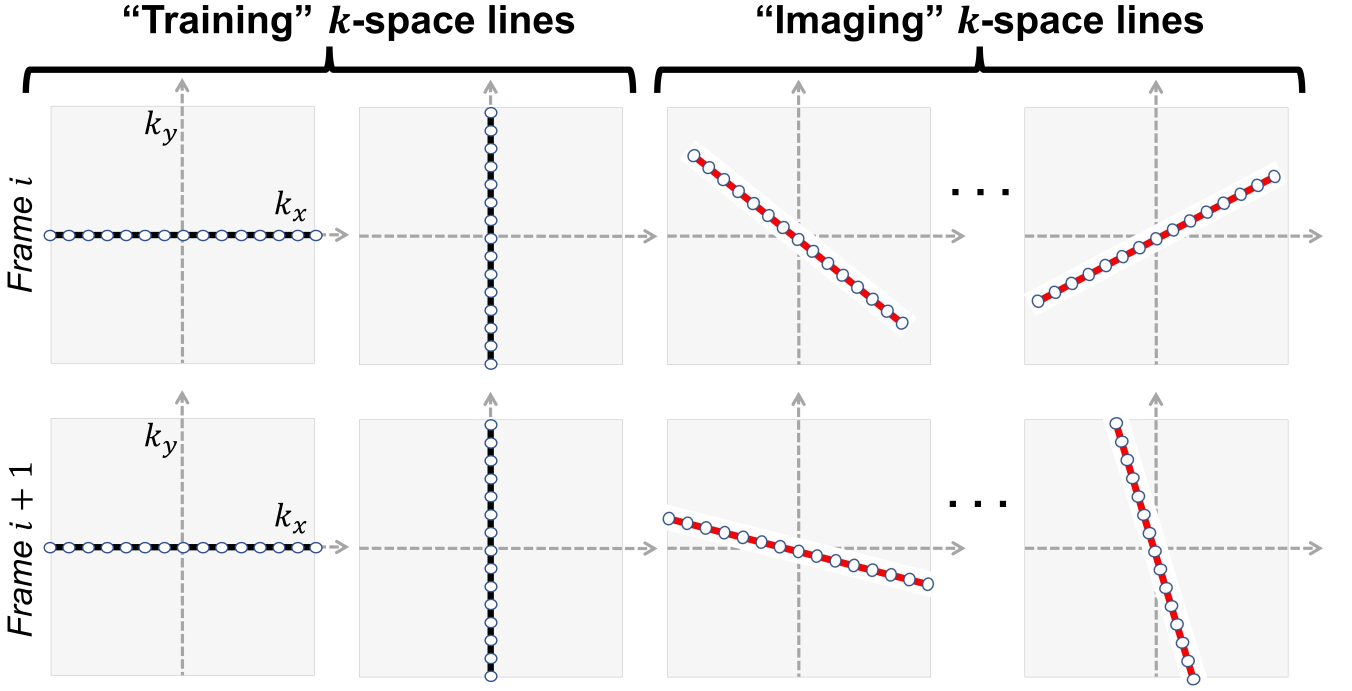 “Training” k-space lines
“Imaging” k-space lines
Frame i
k_y
k_x
. . .
Frame i + 1
k_y
k_x
. . .